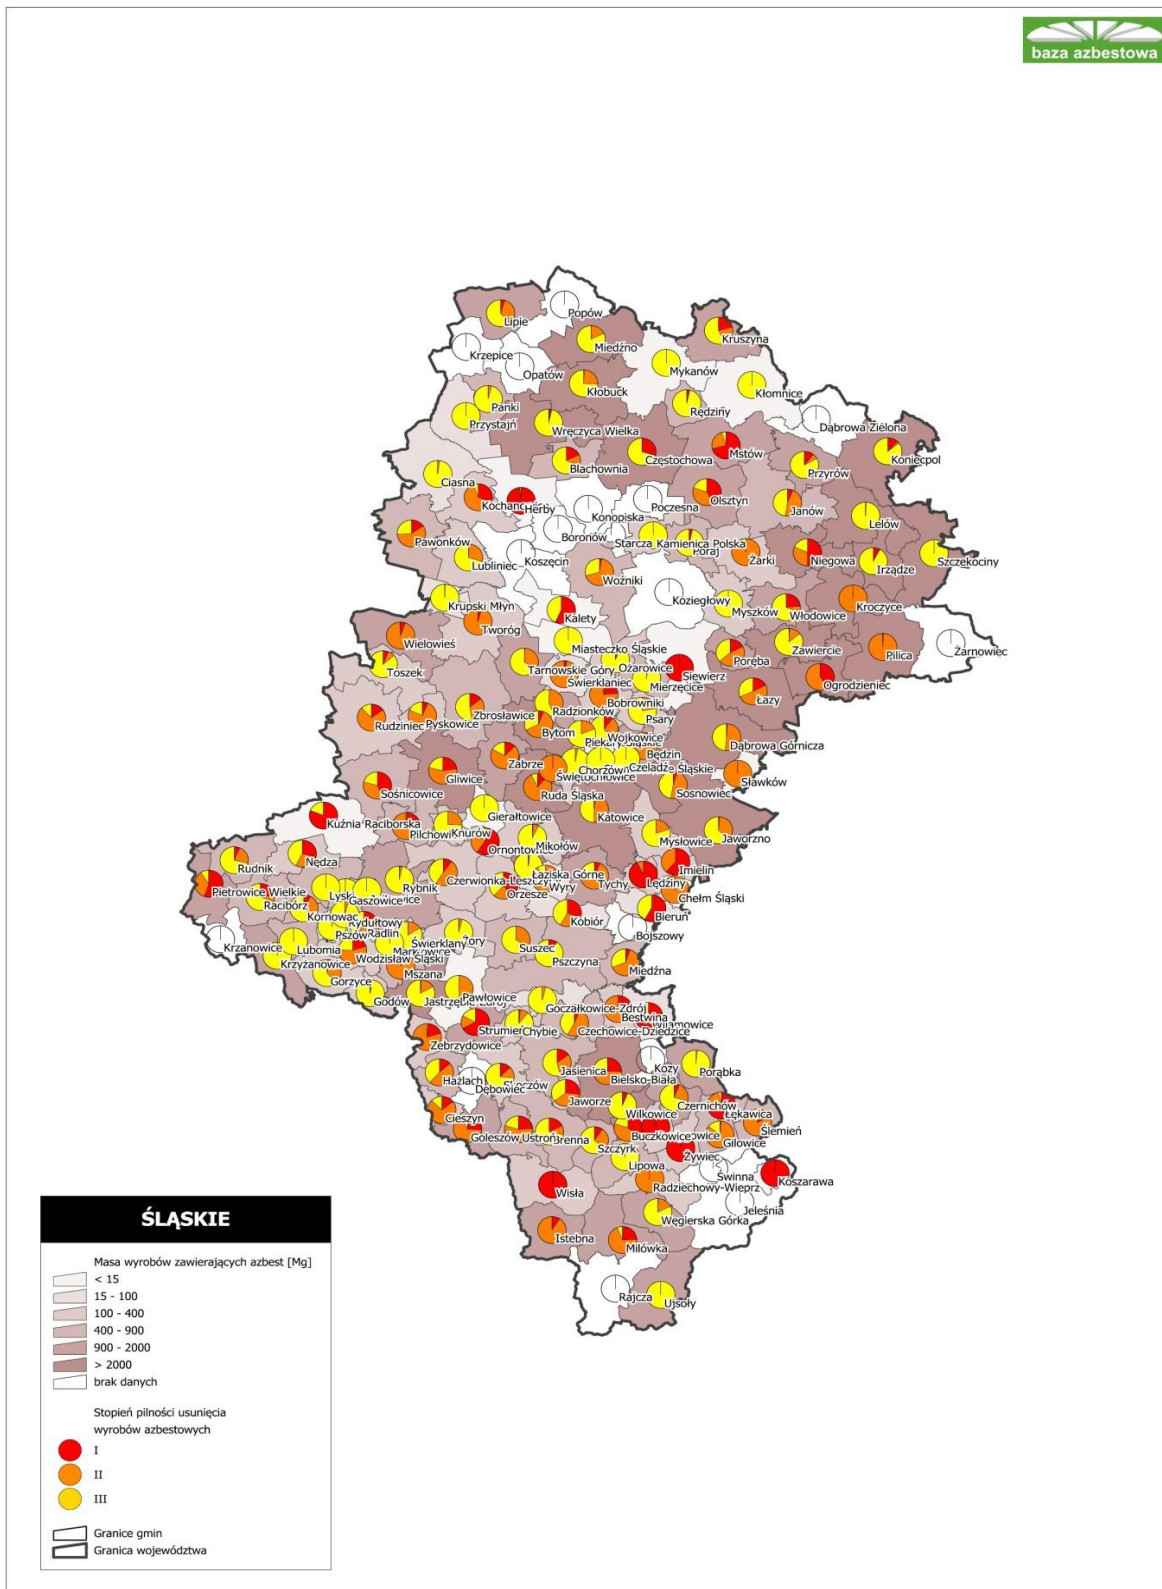 baza azbestowa
Popów
Lipie
Kruszyna
Miedźno
Krzepice
Opatów
Mykanów
Kłobuck
Kłomnice
Panki
Rędziny
Przystajń
Dąbrowa Zielona
Wręczyca Wielka
Mstów
Częstochowa
Koniecpol
Blachownia
Przyrów
Ciasna
Olsztyn
Herby
Poczesna
Janów
Konopiska
Lelów
Pawonków
Boronów
Starcza
Kamienica Polska
Poraj
Żarki
Niegowa
Irządze
Szczekociny
Lubliniec
Koszęcin
Woźniki
Koziegłowy
Kroczyce
Krupski Młyn
Myszków
Włodowice
Kalety
Tworóg
Wielowieś
Miasteczko Śląskie
Zawiercie
Pilica
Żarnowiec
Poręba
Toszek
Tarnowskie Góry
Ożarowice
Siewierz
Świerklaniec
Mierzęcice
Ogrodzieniec
Łazy
Bobrowniki
Radzionków
Zbrosławice
Psary
Rudziniec
Pyskowice
Bytom
Wojkowice
Dąbrowa Górnicza
Będzin
Zabrze
Chorzów
Czeladź
Świętochłowice
Gliwice
Sławków
Sośnicowice
Ruda Śląska
Sosnowiec
Kuźnia Raciborska
Gierałtowice
Katowice
Knurów
Jaworzno
Mysłowice
Mikołów
Ornontowice
Nędza
Rudnik
Imielin
Lędziny
Łaziska Górne
Rybnik
Czerwionka-Leszczyny
Wyry
Tychy
Pietrowice Wielkie
Lyski
Gaszowice
Orzesze
Chełm Śląski
Racibórz
Kornowac
Bieruń
Kobiór
Rydułtowy
Bojszowy
Pszów
Radlin
Krzanowice
Lubomia
Świerklany
Żory
Suszec
Pszczyna
Wodzisław Śląski
Krzyżanowice
Mszana
Miedźna
Gorzyce
Godów
Jastrzębie-Zdrój
Pawłowice
Goczałkowice-Zdrój
Bestwina
Wilamowice
Strumień
Chybie
Czechowice-Dziedzice
Zebrzydowice
Kozy
Porąbka
Jasienica
Bielsko-Biała
Hażlach
Dębowiec
Skoczów
Jaworze
Czernichów
Łękawica
Wilkowice
Cieszyn
Ślemień
Goleszów
Ustroń
Brenna
Buczkowice
Gilowice
Szczyrk
Żywiec
Lipowa
Świnna
Koszarawa
Wisła
Radziechowy-Wieprz
Jeleśnia
Węgierska Górka
Istebna
Milówka
Rajcza
Ujsoły
ŚLĄSKIE
Masa wyrobów zawierających azbest [Mg]
< 15
15 - 100
100 - 400
400 - 900
900 - 2000
> 2000
brak danych
Stopień pilności usunięcia
wyrobów azbestowych
I
II
III
Granice gmin
Granica województwa